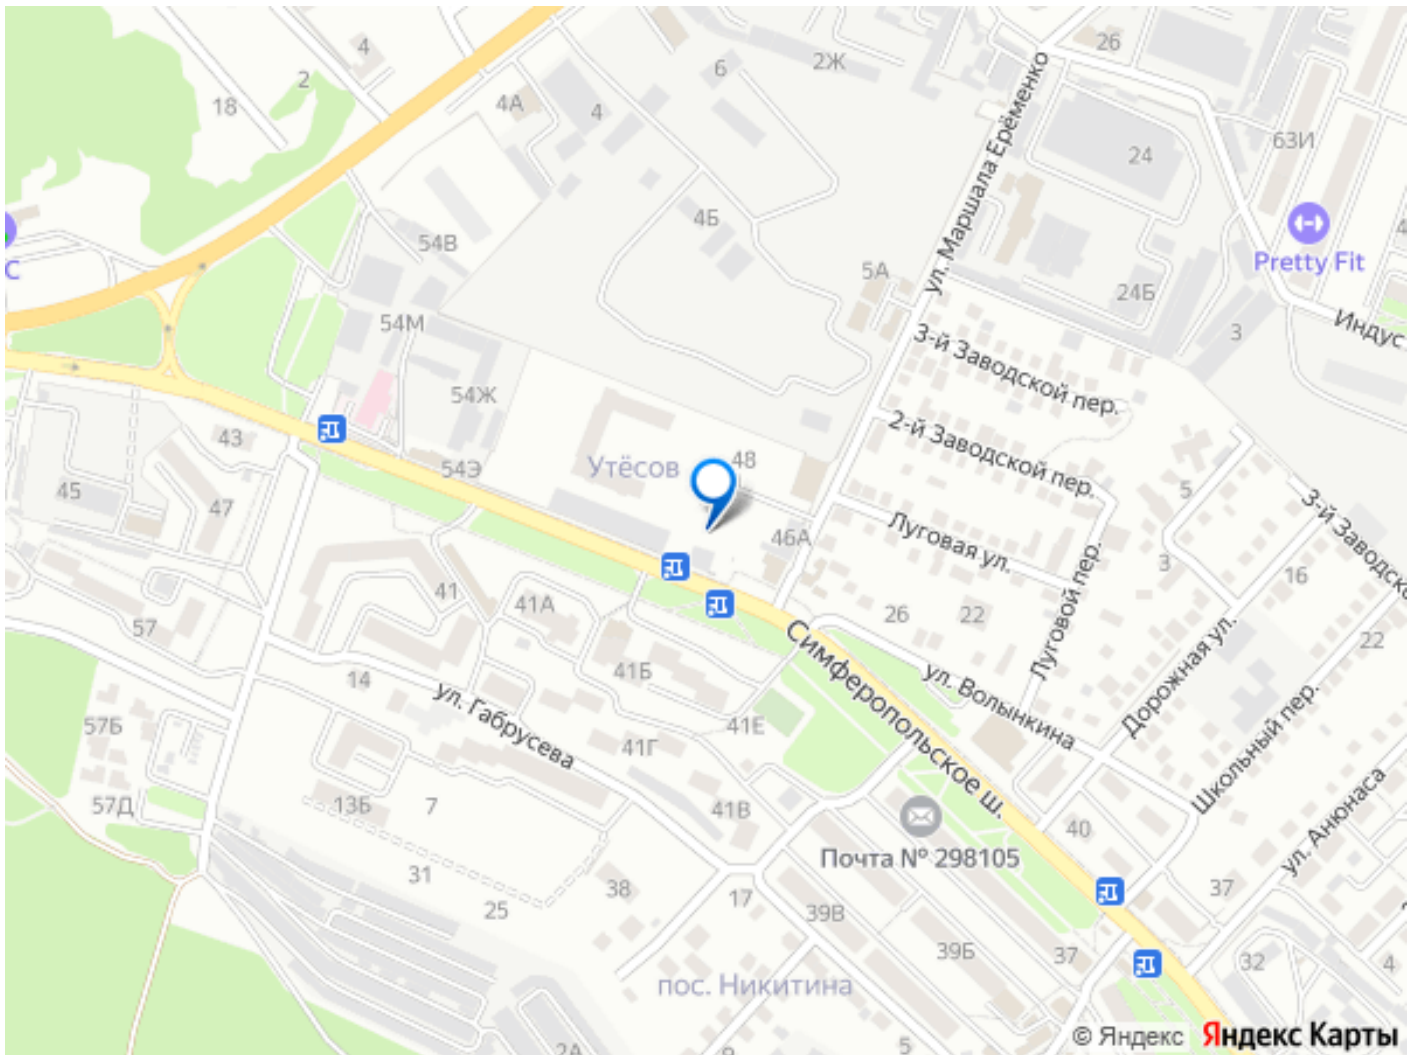 4
26
2Ж
6
2
18
4А
4
63И
24
ул. Маршала Ерёменко
4Б
54В
4
Pretty Fit
5А
С
24Б
54М
3
Индус
3-й Заводской пер.
54Ж
43
2-й Заводской пер.
Утёсов
48
54Э
45
5
47
3-й Заводско
Луговая ул.
46А
3
16
41
41А
26
22
57
Луговой пер.
Дорожная ул.
22
Симферопольское ш.
41Б
14
ул. Габрусева
ул. Волынкина
Школьный пер.
57Б
41Е
41Г
57Д
13Б
7
41В
40
ул. Анюнаса
Почта № 298105
31
38
25
17
39В
37
39Б
37
32
4
пос. Никитина
© Яндекс
Яндекс Карты
2А
9
5